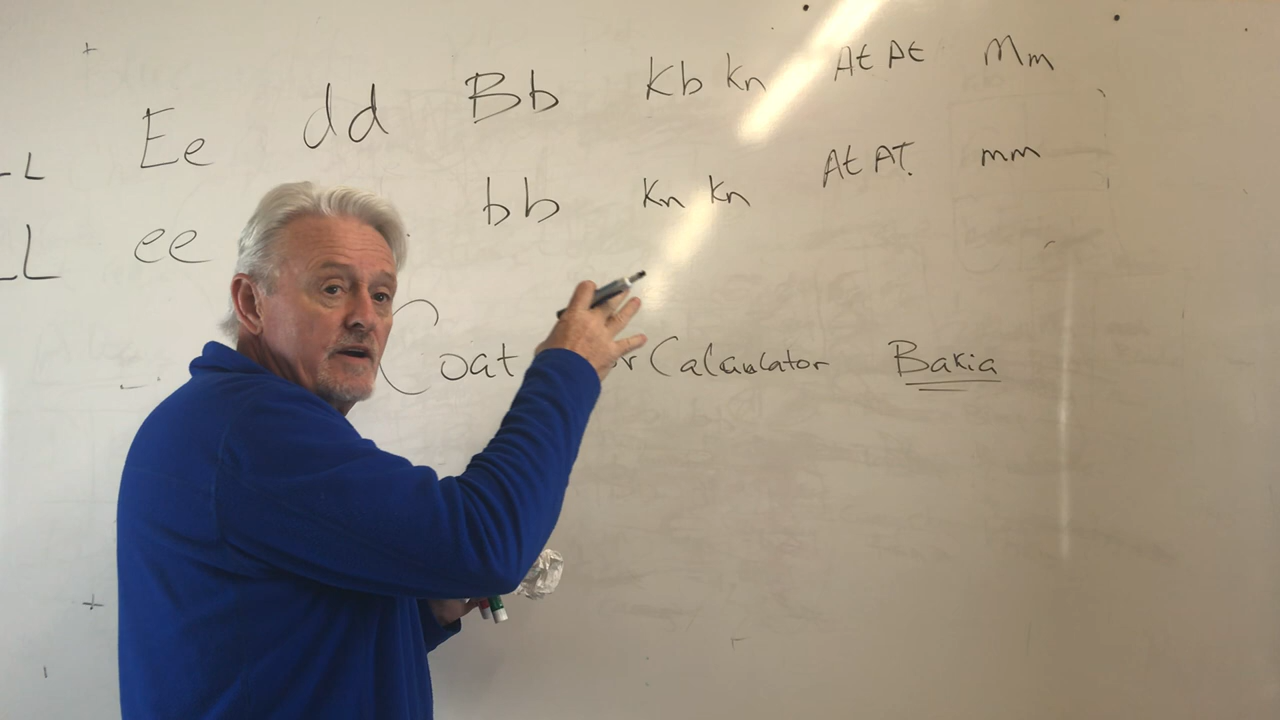 L Ee dd Bb Kb kn At At Mm
L ee bb kn kn At AT. mm
Coat r Calculator Bakia